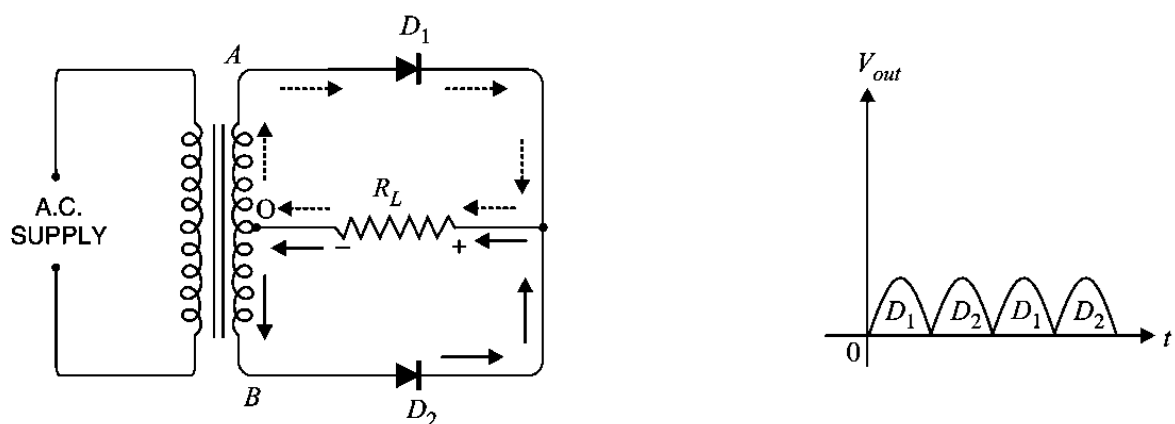 D1
A
A.C.
SUPPLY
O
RL
− +
B
D2
Vout
D1 D2 D1 D2
0
t